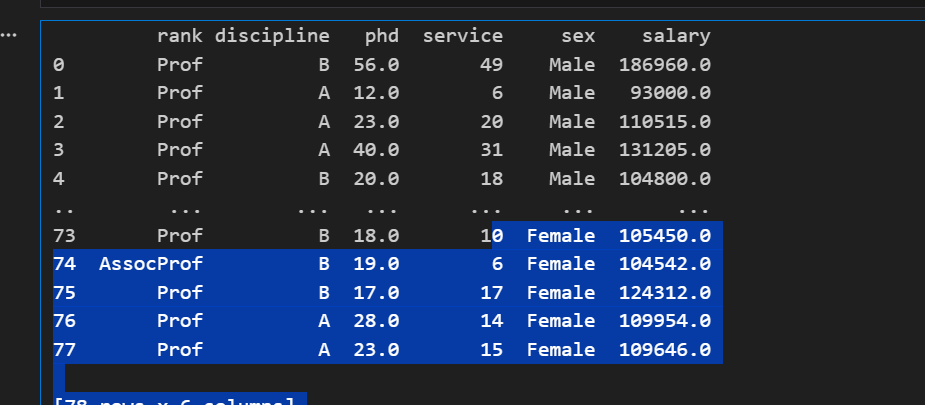 rank discipline phd service sex salary
0 Prof B 56.0 49 Male 186960.0
1 Prof A 12.0 6 Male 93000.0
2 Prof A 23.0 20 Male 110515.0
3 Prof A 40.0 31 Male 131205.0
4 Prof B 20.0 18 Male 104800.0
.. ... ... ... ... ... ...
73 Prof B 18.0 10 Female 105450.0
74 AssocProf B 19.0 6 Female 104542.0
75 Prof B 17.0 17 Female 124312.0
76 Prof A 28.0 14 Female 109954.0
77 Prof A 23.0 15 Female 109646.0
[78 rows x 6 columns]